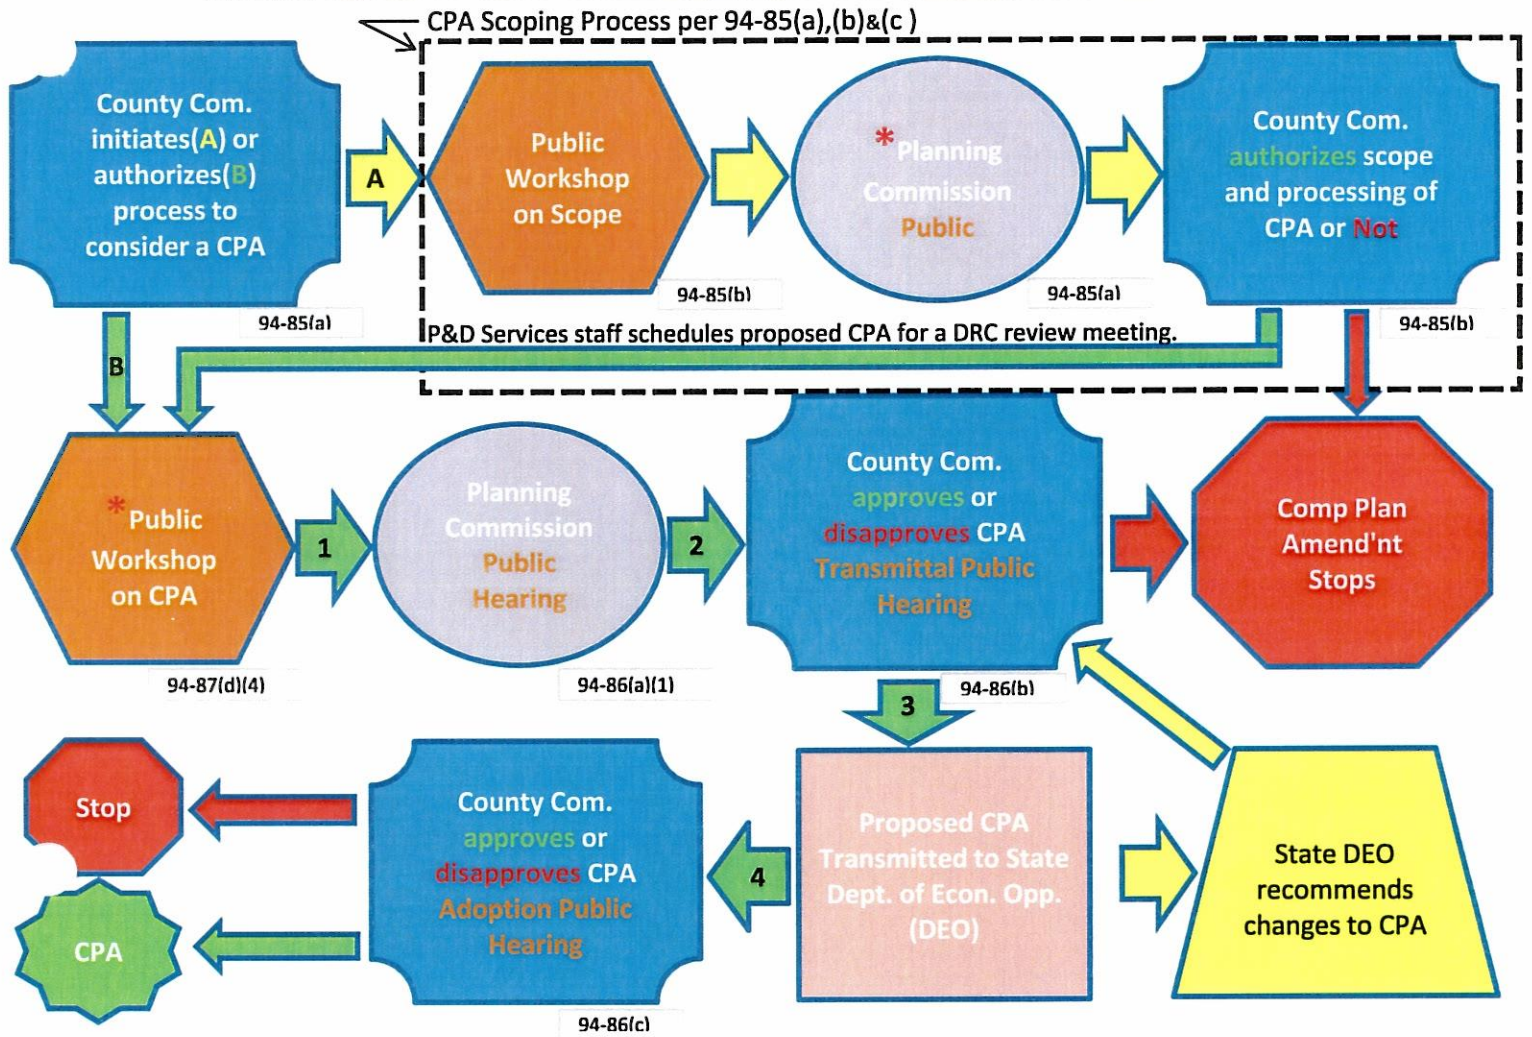 CPA Scoping Process per 94-85(a),(b)&(c )
County Com.
initiates(A) or
authorizes(B)
process to
consider a CPA
94-85(a)
A
Public
Workshop
on Scope
94-85(b)
*Planning
Commission
Public
94-85(a)
County Com.
authorizes scope
and processing of
CPA or Not
94-85(b)
P&D Services staff schedules proposed CPA for a DRC review meeting.
B
*Public
Workshop
on CPA
94-87(d)(4)
1
Planning
Commission
Public
Hearing
94-86(a)(1)
2
County Com.
approves or
disapproves CPA
Transmittal Public
Hearing
94-86(b)
Comp Plan
Amend'nt
Stops
3
Stop
CPA
County Com.
approves or
disapproves CPA
Adoption Public
Hearing
94-86(c)
4
Proposed CPA
Transmitted to State
Dept. of Econ. Opp.
(DEO)
State DEO
recommends
changes to CPA